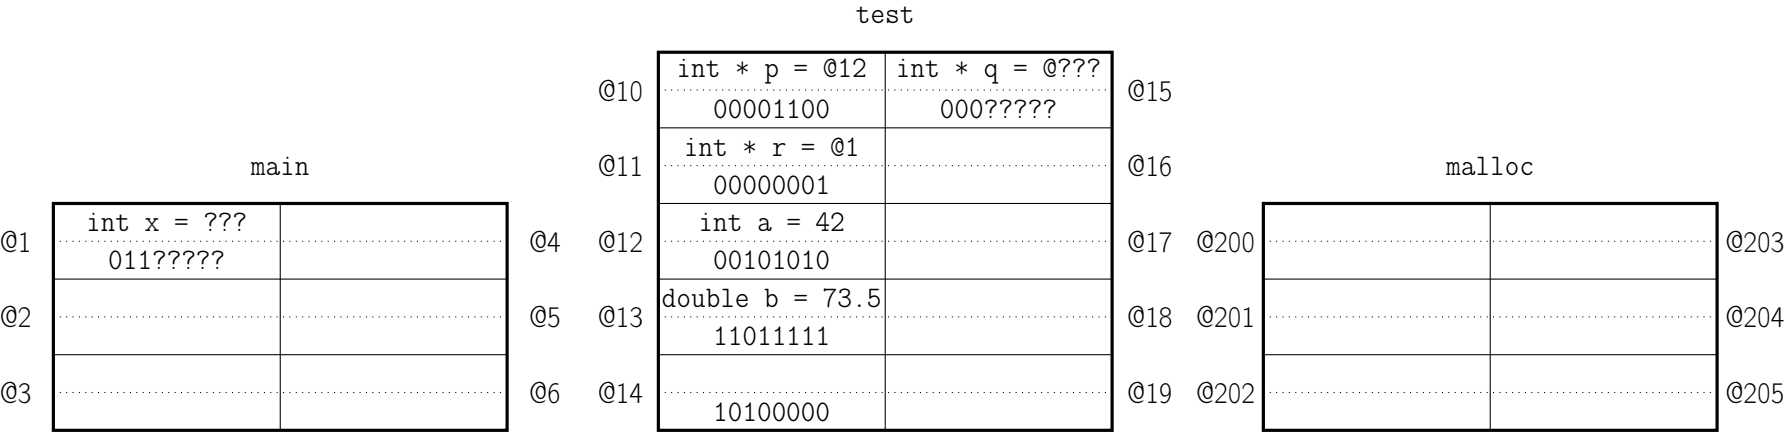 test
@10 int * p = @12 int * q = @??? @15
00001100 000?????
@11 int * r = @1 @16
00000001
main
malloc
@1 int x = ??? @4
011?????
@12 int a = 42 @17
00101010
@200 @203
@2 @5
@13 double b = 73.5 @18
11011111
@201 @204
@3 @6
@14 @19
10100000
@202 @205